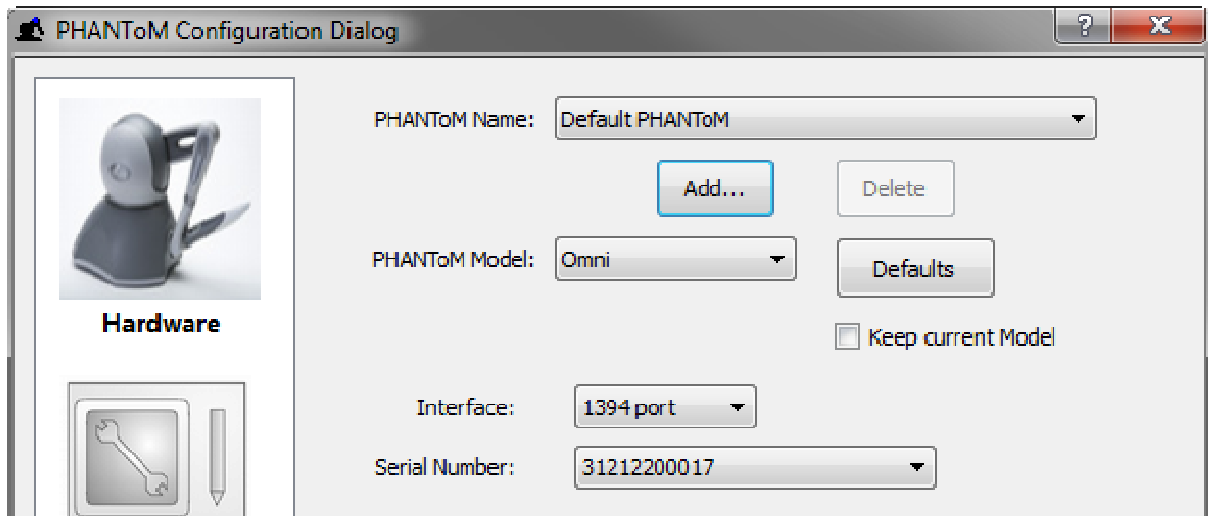 PHANToM Configuration Dialog
?
PHANToM Name: Default PHANToM
Add... Delete
PHANToM Model: Omni Defaults
Hardware
Keep current Model
Interface: 1394 port
Serial Number: 31212200017